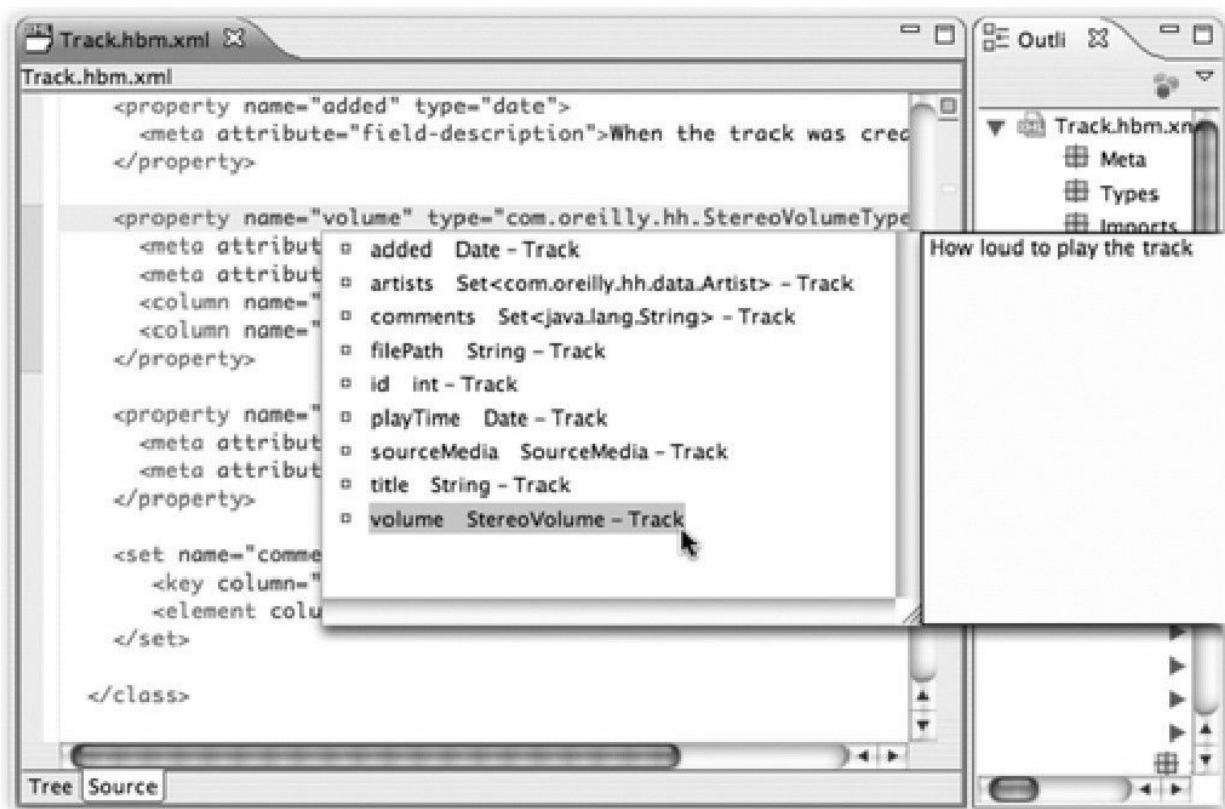 Track.hbm.xml
Outli
Track.hbm.xml
<property name="added" type="date">
<meta attribute="field-description">When the track was crea
</property>
<property name="volume" type="com.oreilly.hh.StereoVolumeType
<meta attribut
<meta attribut
<column name="
<column name="
</property>
<property name="
<meta attribut
<meta attribut
</property>
<set name="comme
<key column="
<element colu
</set>
</class>
added Date – Track
artists Set<com.oreilly.hh.data.Artist> – Track
comments Set<java.lang.String> – Track
filePath String – Track
id int – Track
playTime Date – Track
sourceMedia SourceMedia – Track
title String – Track
volume StereoVolume – Track
How loud to play the track
Track.hbm.xm
Meta
Types
Imports
Tree
Source